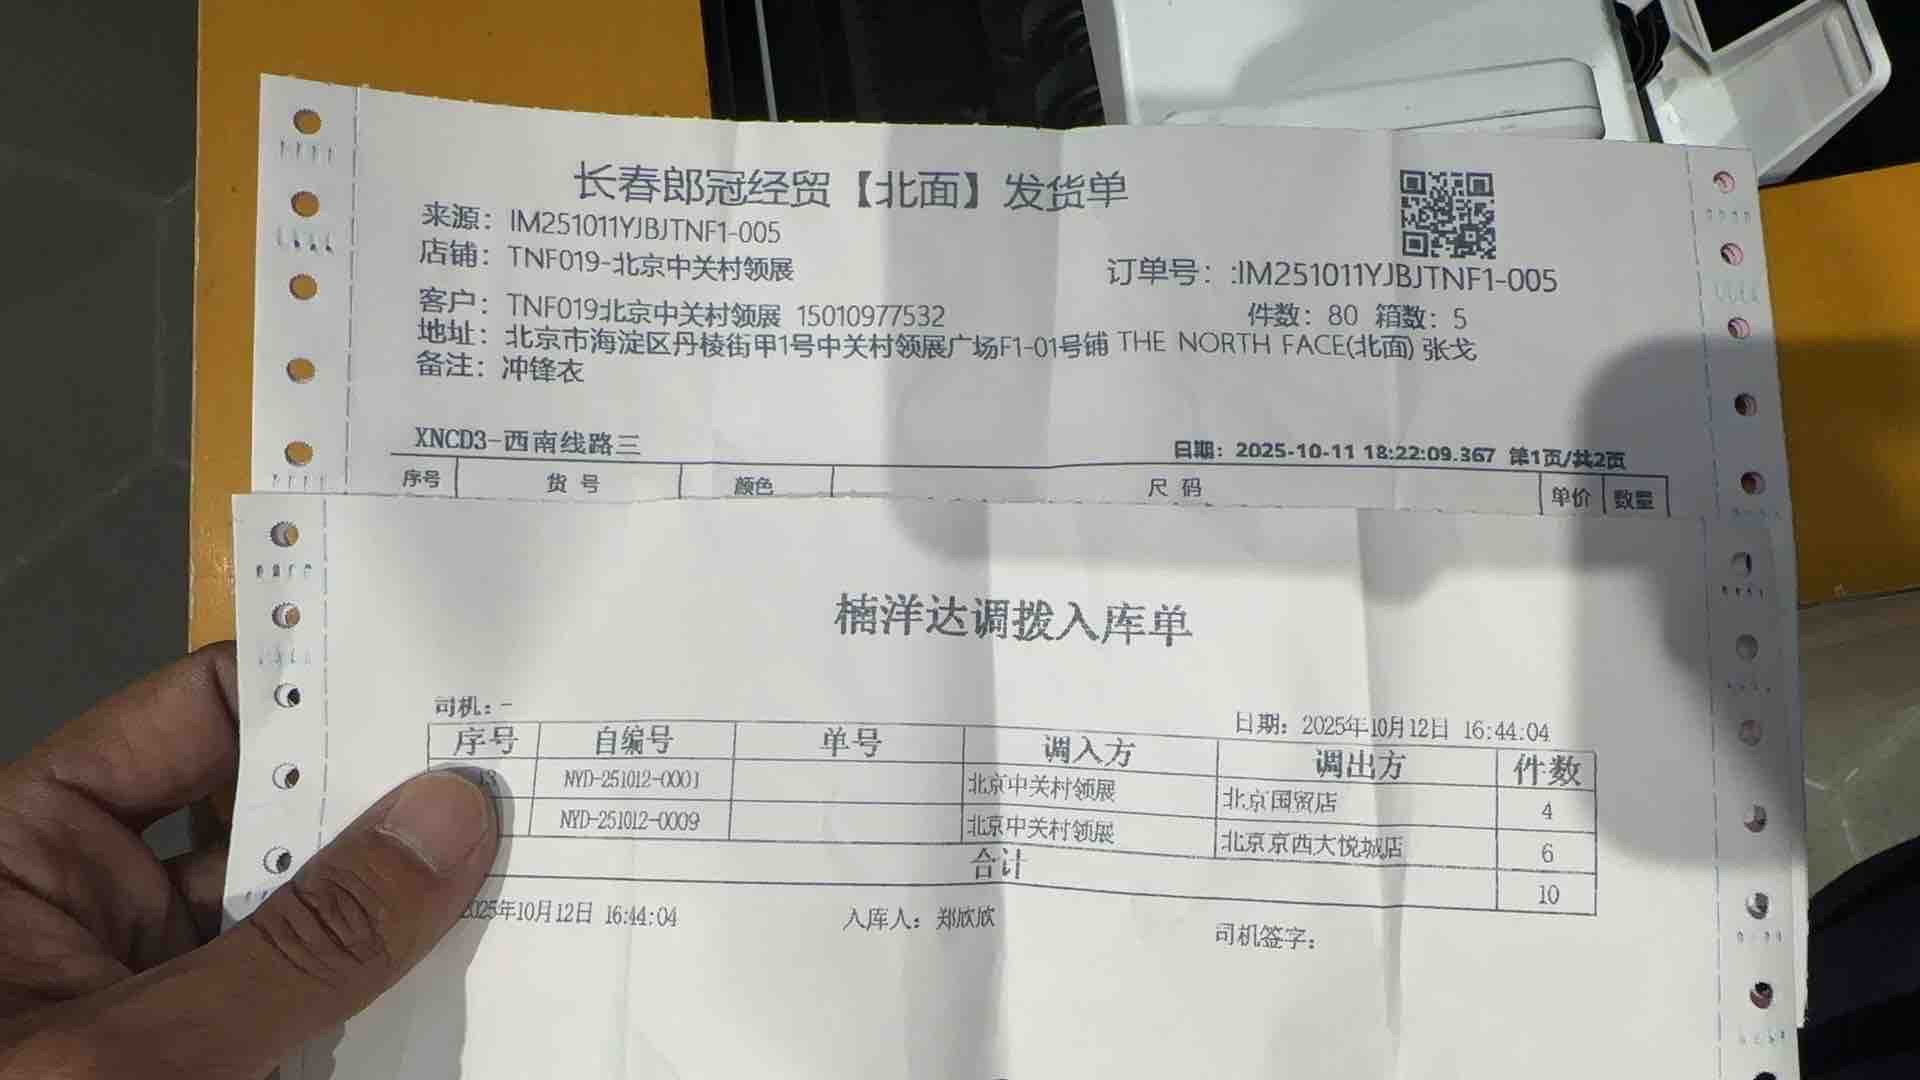 长春郎冠经贸【北面】发货单
来源：IM251011YJBJTNF1-005
店铺：TNF019-北京中关村领展
订单号：:IM251011YJBJTNF1-005
客户：TNF019北京中关村领展 15010977532
件数：80 箱数：5
地址：北京市海淀区丹棱街甲1号中关村领展广场F1-01号铺 THE NORTH FACE(北面) 张戈
备注：冲锋衣
XNCD3-西南线路三
日期：2025-10-11 18:22:09.367 第1页/共2页
序号 货号 颜色 尺码 单价 数量
楠洋达调拨入库单
司机：-
日期：2025年10月12日 16:44:04
序号 自编号 单号 调入方 调出方 件数
13 NYD-251012-0001 北京中关村领展 北京国贸店 4
NYD-251012-0009 北京中关村领展 北京京西大悦城店 6
合计 10
2025年10月12日 16:44:04 入库人：郑欣欣 司机签字：